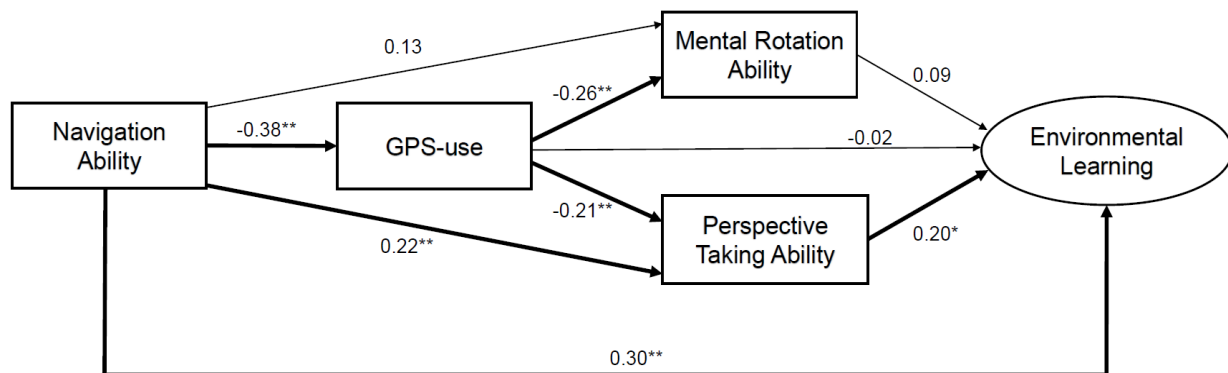 0.13
Mental Rotation
Ability
0.09
-0.26**
Navigation
Ability
-0.38**
GPS-use
-0.02
Environmental
Learning
-0.21**
0.22**
Perspective
Taking Ability
0.20*
0.30**